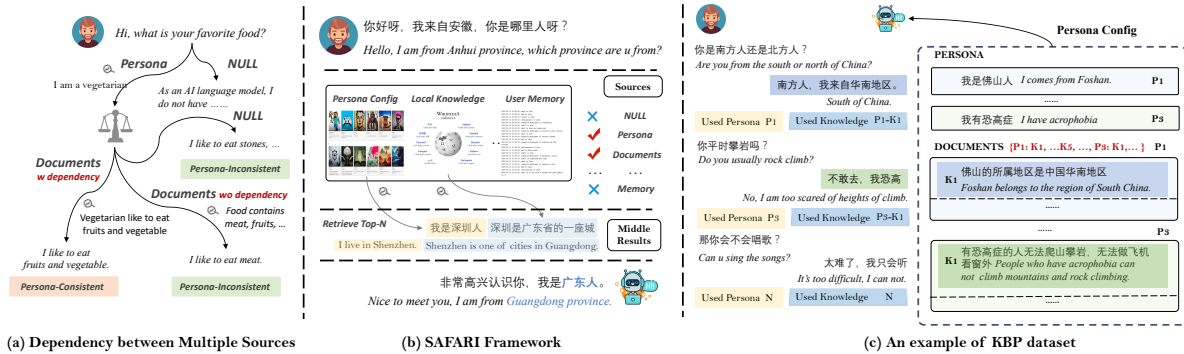 Hi, what is your favorite food?
Persona
NULL
I am a vegetarian
As an AI language model, I
do not have ……
NULL
I like to eat stones, …
Persona-Inconsistent
Documents
w dependency
Documents wo dependency
Vegetarian like to eat
fruits and vegetable
Food contains
meat, fruits, …
I like to eat
fruits and vegetable.
I like to eat meat.
Persona-Consistent
Persona-Inconsistent
(a) Dependency between Multiple Sources
你好呀，我来自安徽，你是哪里人呀？
Hello, I am from Anhui province, which province are u from?
Sources
Persona Config
Local Knowledge
User Memory
WIKIPEDIA
NULL
Persona
Documents
Memory
Retrieve Top-N
我是深圳人
深圳是广东省的一座城
I live in Shenzhen.
Shenzhen is one of cities in Guangdong.
Middle
Results
非常高兴认识你，我是广东人。
Nice to meet you, I am from Guangdong province.
(b) SAFARI Framework
你是南方人还是北方人？
Are you from the south or north of China?
南方人，我来自华南地区。
South of China.
Used Persona P1
Used Knowledge P1-K1
你平时攀岩吗？
Do you usually rock climb?
不敢去，我恐高
No, I am too scared of heights of climb.
Used Persona P3
Used Knowledge P3-K1
那你会不会唱歌？
Can u sing the songs?
太难了，我只会听
It's too difficult, I can not.
Used Persona N
Used Knowledge N
Persona Config
PERSONA
我是佛山人 I comes from Foshan. P1
......
我有恐高症 I have acrophobia P3
DOCUMENTS {P1: K1, …K5, …, P3: K1,… } P1
K1
佛山的所属地区是中国华南地区
Foshan belongs to the region of South China.
......
......
P3
K1
有恐高症的人无法爬山攀岩，无法做飞机
看窗外 People who have acrophobia can
not climb mountains and rock climbing.
......
(c) An example of KBP dataset